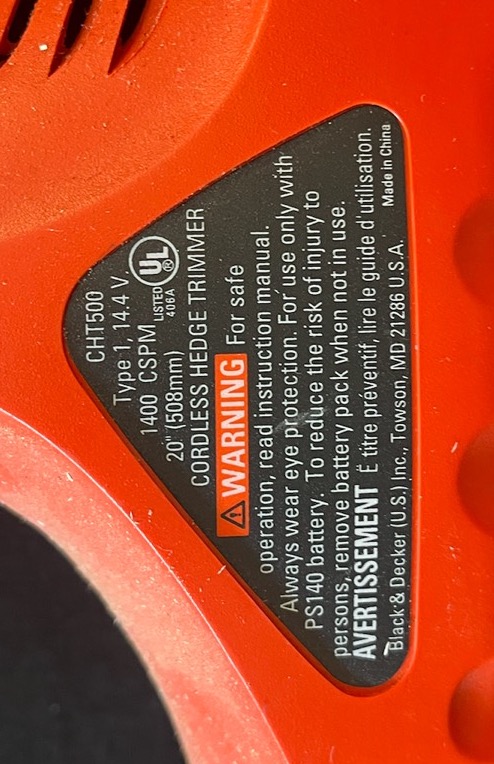 CHT500
Type 1, 14.4 V
1400 CSPM
20" (508mm)
CORDLESS HEDGE TRIMMER
UL
®
LISTED
406A
WARNING For safe
operation, read instruction manual.
Always wear eye protection. For use only with
PS140 battery. To reduce the risk of injury to
persons, remove battery pack when not in use.
AVERTISSEMENT É titre préventif, lire le guide d'utilisation.
Black & Decker (U.S.) Inc., Towson, MD 21286 U.S.A.
Made in China